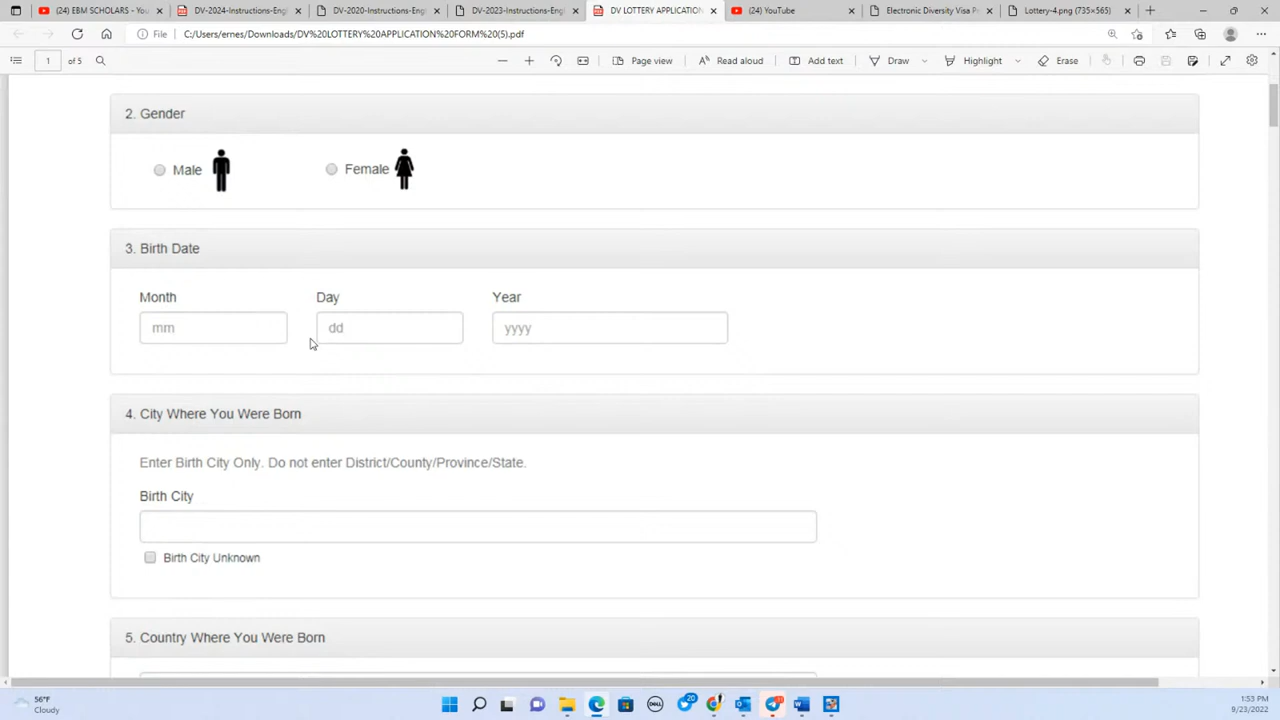 (24) EBM SCHOLARS - You
DV-2024-Instructions-Engl
DV-2020-Instructions-Engl
DV-2023-Instructions-Engl
DV LOTTERY APPLICATION
(24) YouTube
Electronic Diversity Visa P
Lottery-4.png (735×565)
File
C:/Users/ernes/Downloads/DV%20LOTTERY%20APPLICATION%20FORM%20(5).pdf
1 of 5
Page view
Read aloud
Add text
Draw
Highlight
Erase
2. Gender
Male
Female
3. Birth Date
Month Day Year
mm dd yyyy
4. City Where You Were Born
Enter Birth City Only. Do not enter District/County/Province/State.
Birth City
Birth City Unknown
5. Country Where You Were Born
56°F
Cloudy
DELL
20
1:53 PM
9/23/2022